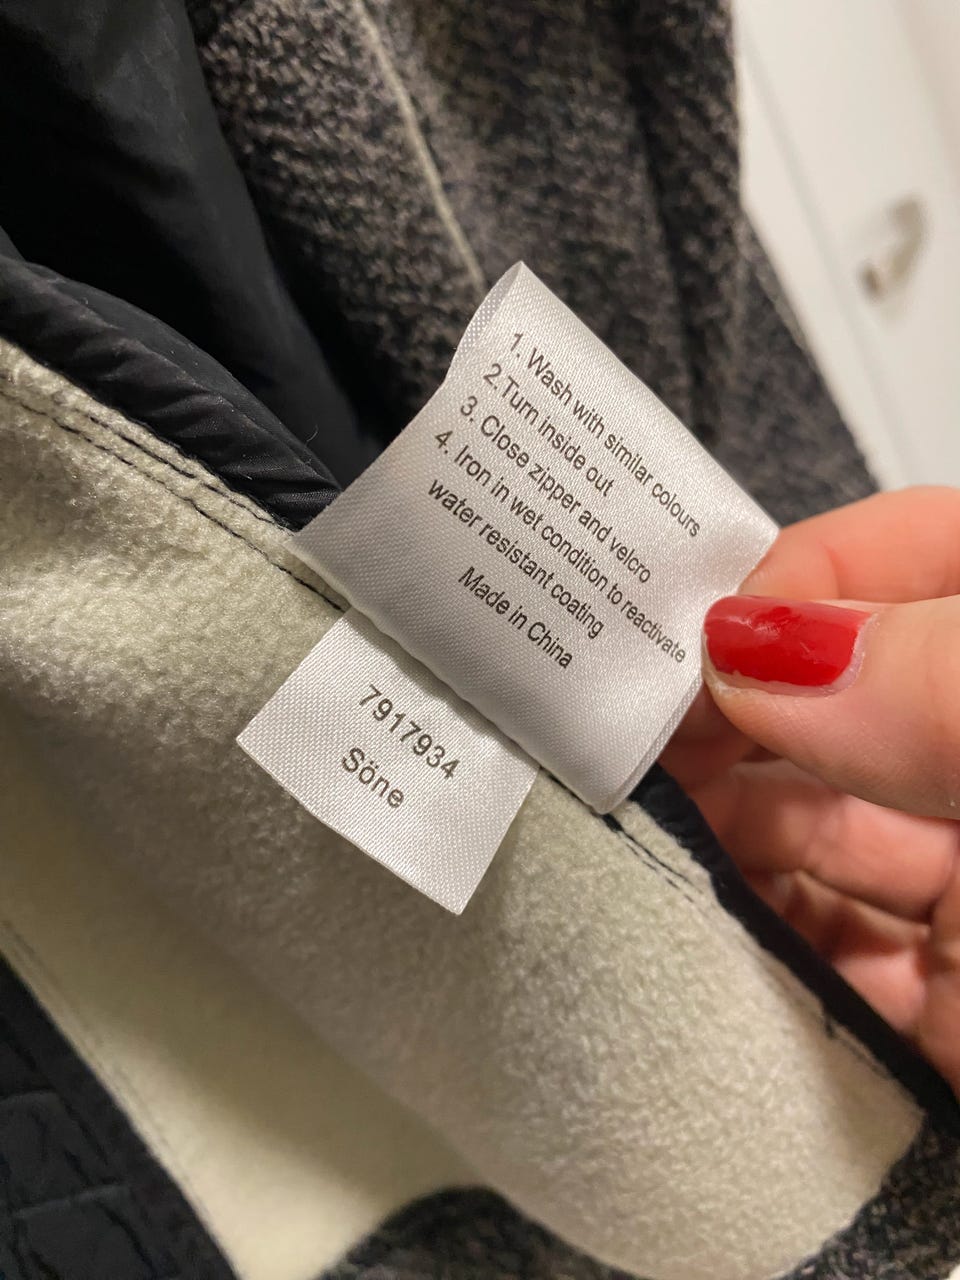 1. Wash with similar colours
2. Turn inside out
3. Close zipper and velcro
4. Iron in wet condition to reactivate
water resistant coating
Made in China
7917934
Söne